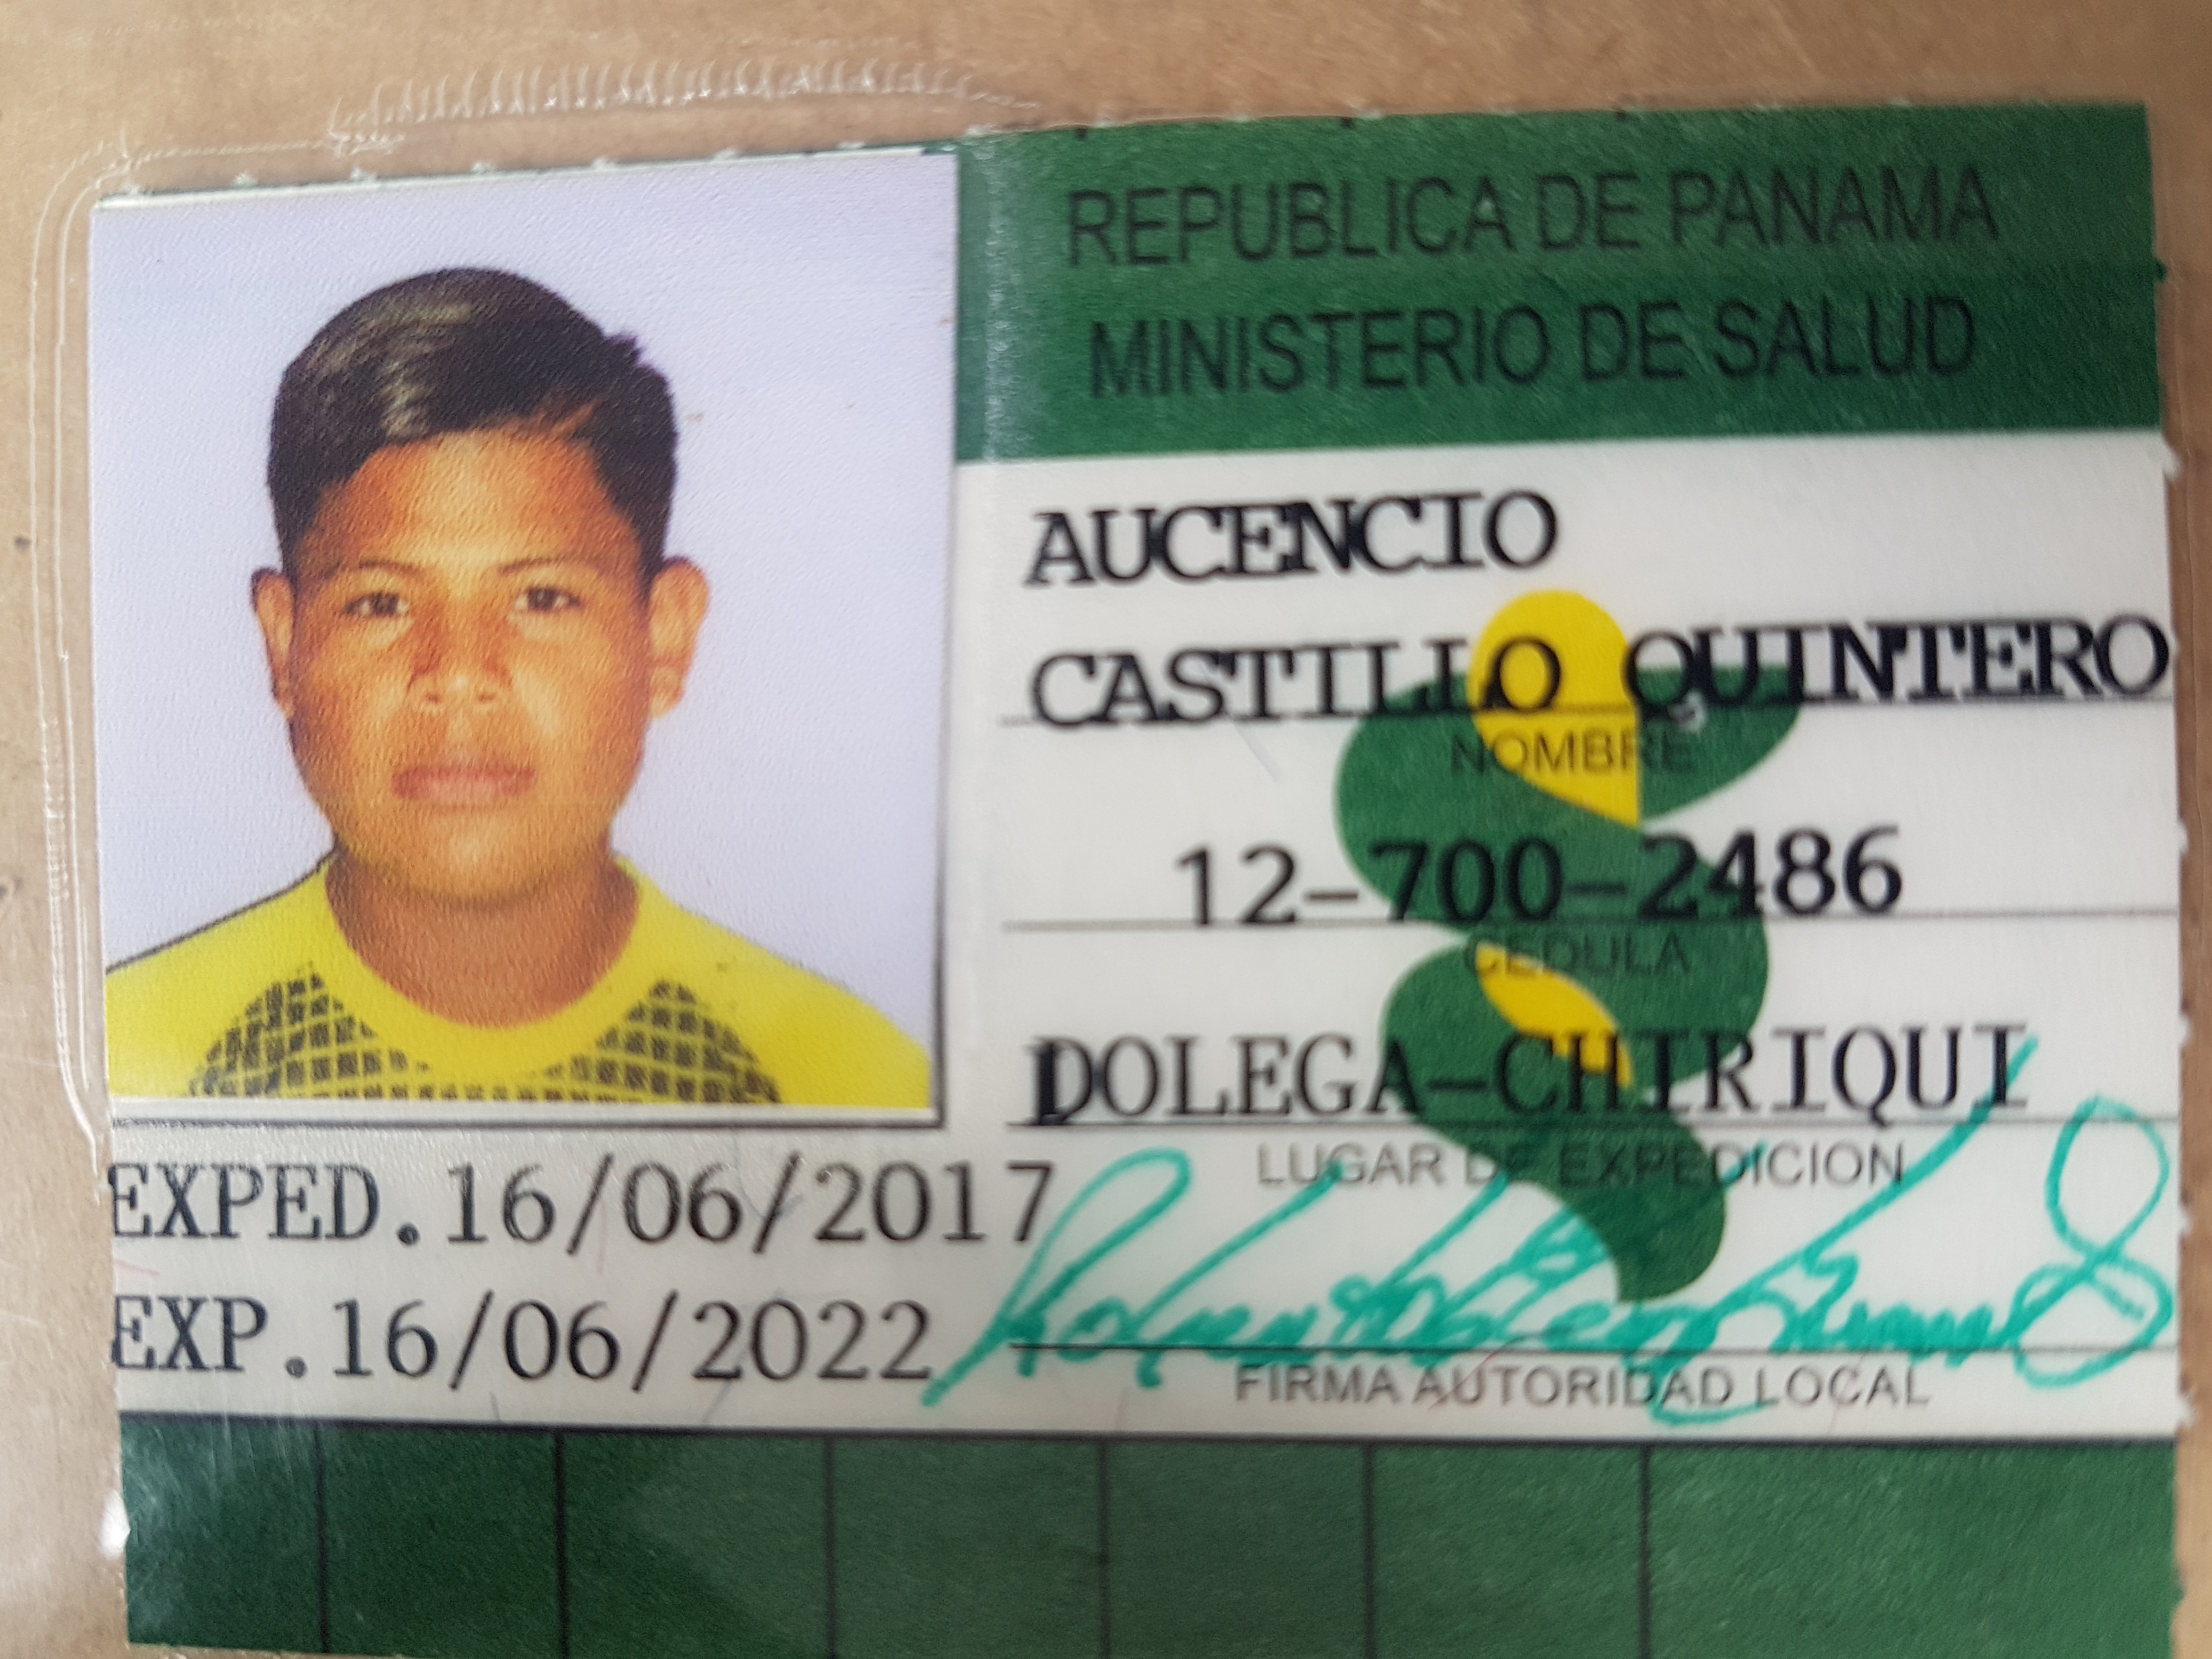 REPUBLICA DE PANAMA
MINISTERIO DE SALUD
AUCENCIO
CASTILLO QUINTERO
NOMBRE
12-700-2486
CEDULA
DOLEGA-CHIRIQUI
LUGAR DE EXPEDICION
EXPED.16/06/2017
EXP.16/06/2022
FIRMA AUTORIDAD LOCAL